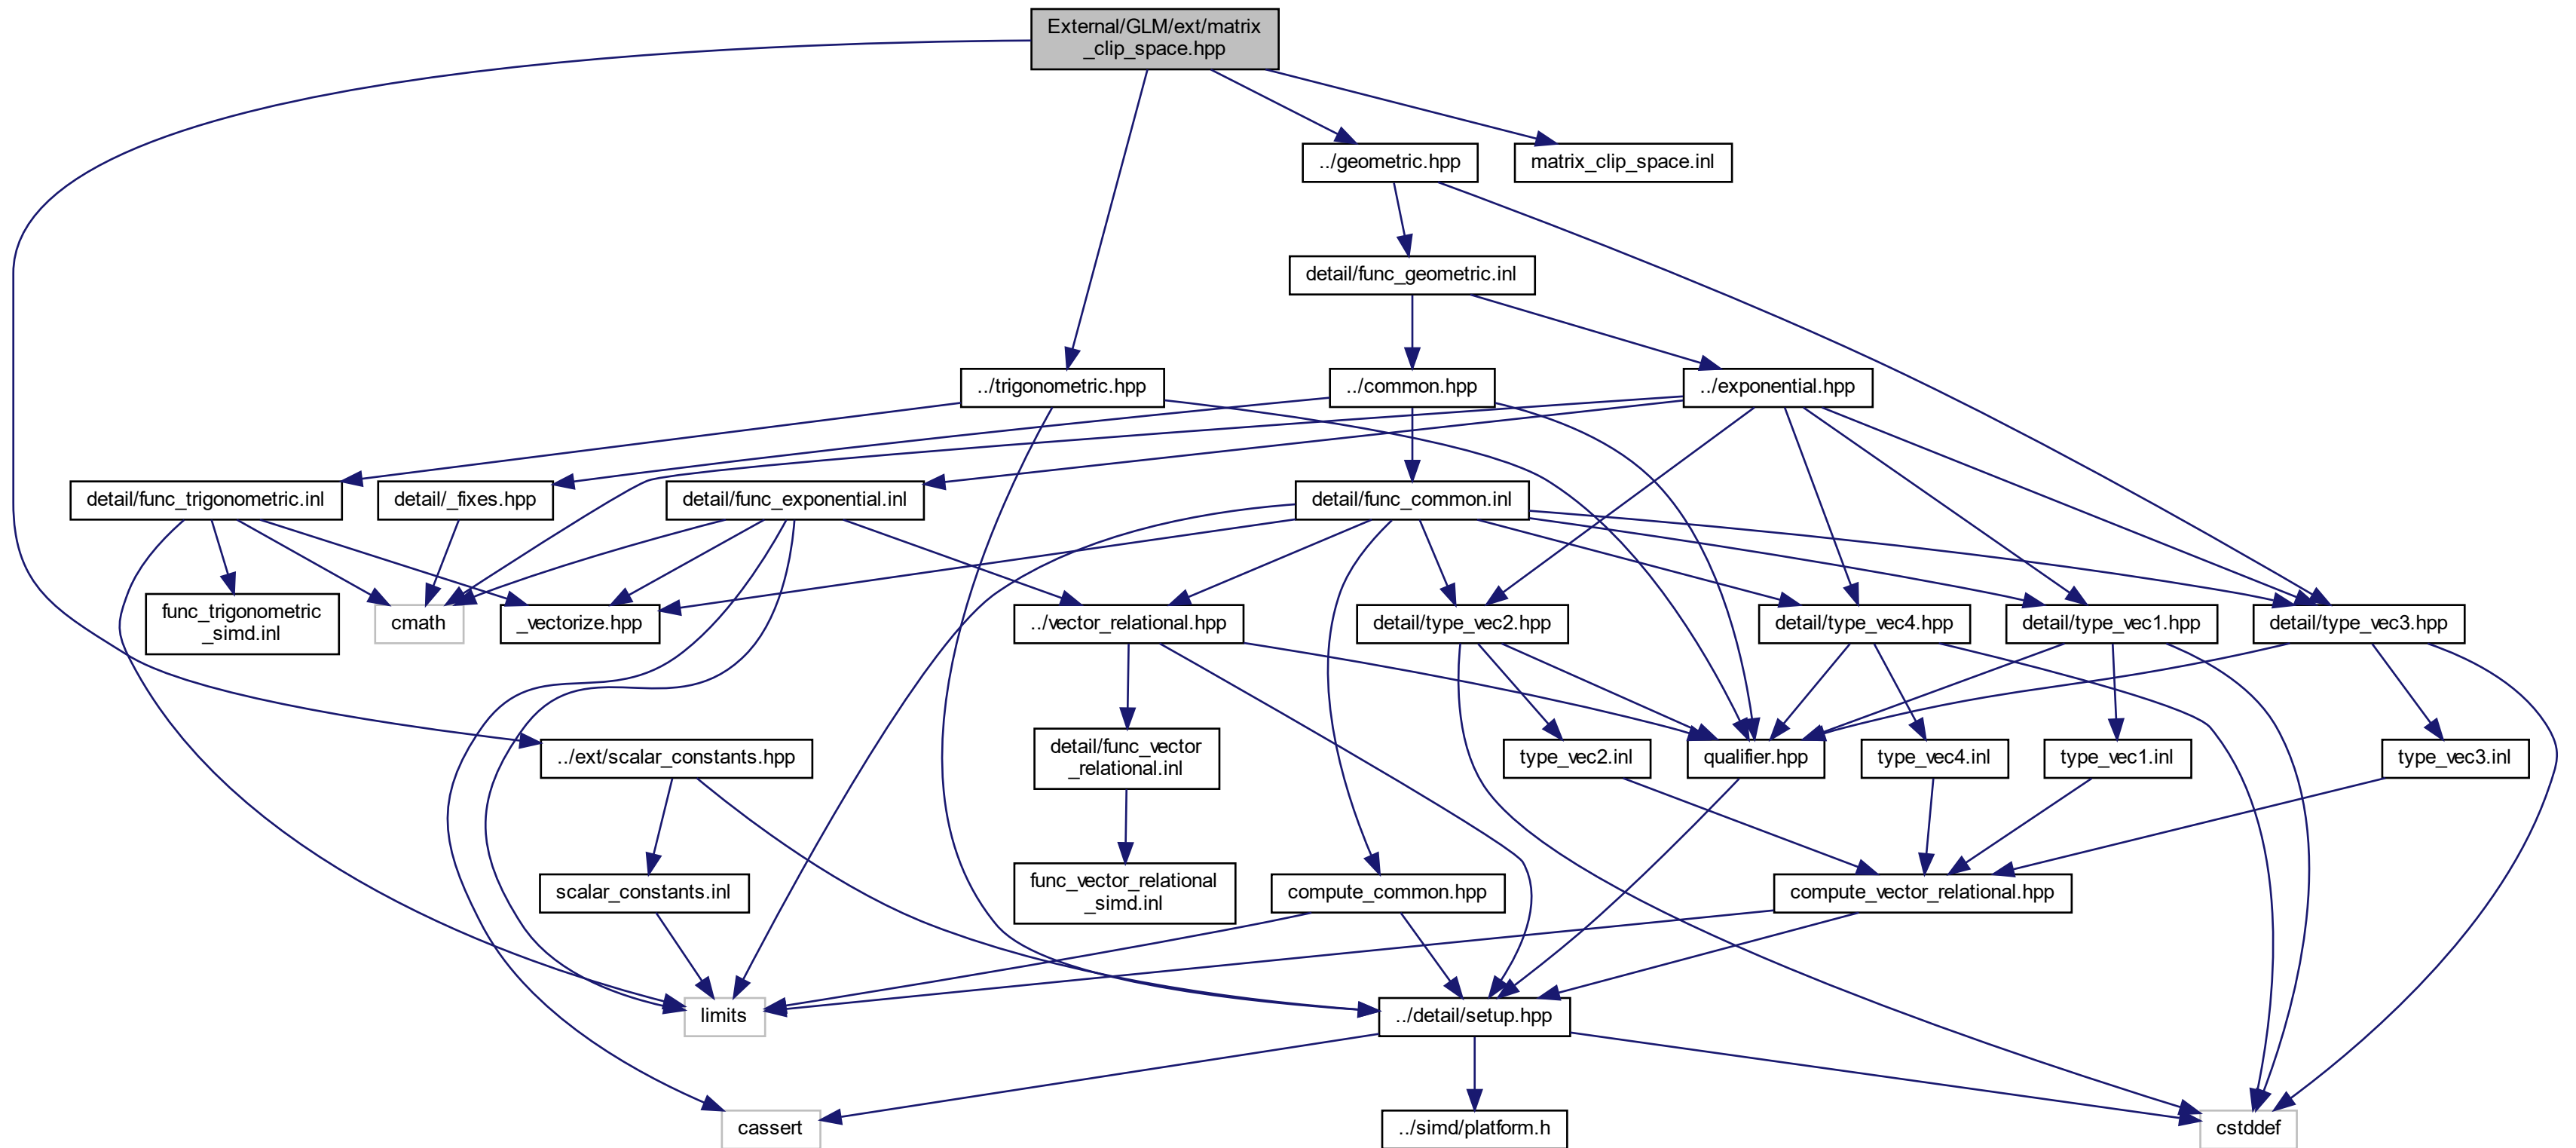 External/GLM/ext/matrix
_clip_space.hpp
../geometric.hpp
matrix_clip_space.inl
detail/func_geometric.inl
../trigonometric.hpp
../common.hpp
../exponential.hpp
detail/func_trigonometric.inl
detail/_fixes.hpp
detail/func_exponential.inl
detail/func_common.inl
func_trigonometric
_simd.inl
cmath
_vectorize.hpp
../vector_relational.hpp
detail/type_vec2.hpp
detail/type_vec4.hpp
detail/type_vec1.hpp
detail/type_vec3.hpp
../ext/scalar_constants.hpp
detail/func_vector
_relational.inl
type_vec2.inl
qualifier.hpp
type_vec4.inl
type_vec1.inl
type_vec3.inl
scalar_constants.inl
func_vector_relational
_simd.inl
compute_common.hpp
compute_vector_relational.hpp
limits
../detail/setup.hpp
cassert
../simd/platform.h
cstddef